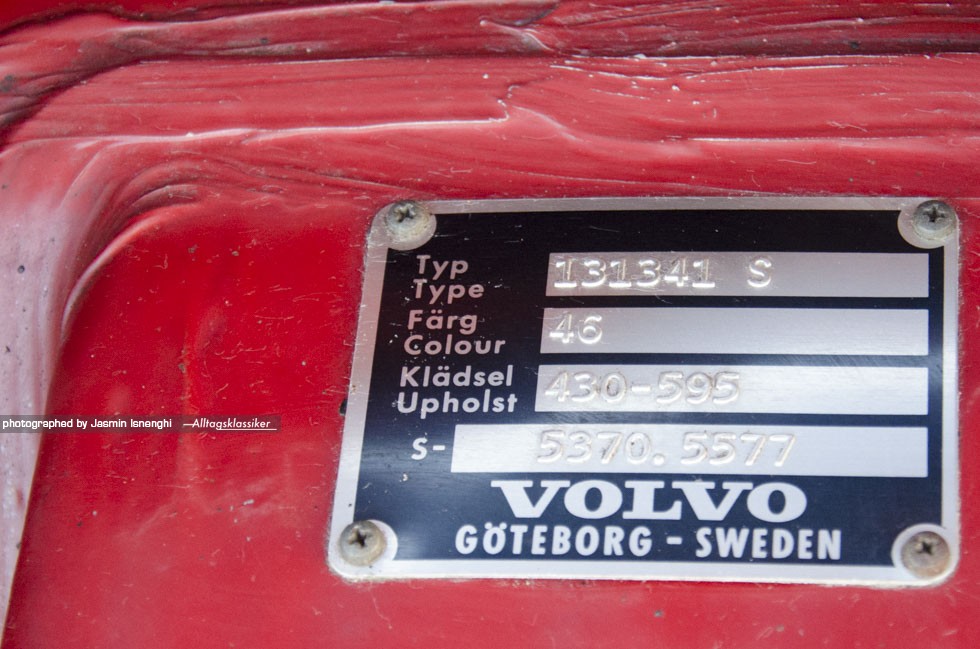 Typ
Type
131341 S
Färg
Colour
46
Klädsel
Upholst
430-595
S-
5370. 5577
VOLVO
GÖTEBORG - SWEDEN
photographed by Jasmin Isnenghi —Alltagsklassiker